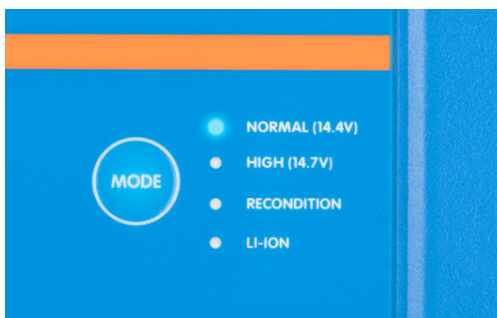 NORMAL (14.4V)
HIGH (14.7V)
MODE
RECONDITION
LI-ION